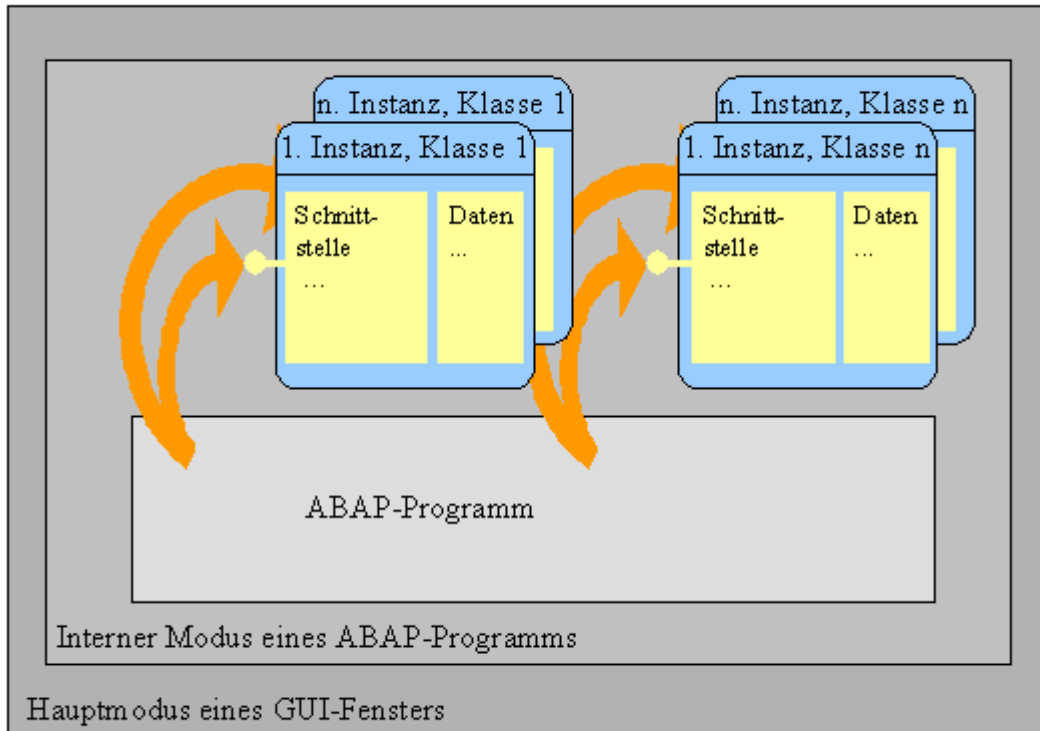 n. Instanz, Klasse 1
1. Instanz, Klasse 1
Schnitt-
stelle
...
Daten
...
n. Instanz, Klasse n
1. Instanz, Klasse n
Schnitt-
stelle
...
Daten
...
ABAP-Programm
Interner Modus eines ABAP-Programms
Hauptmodus eines GUI-Fensters